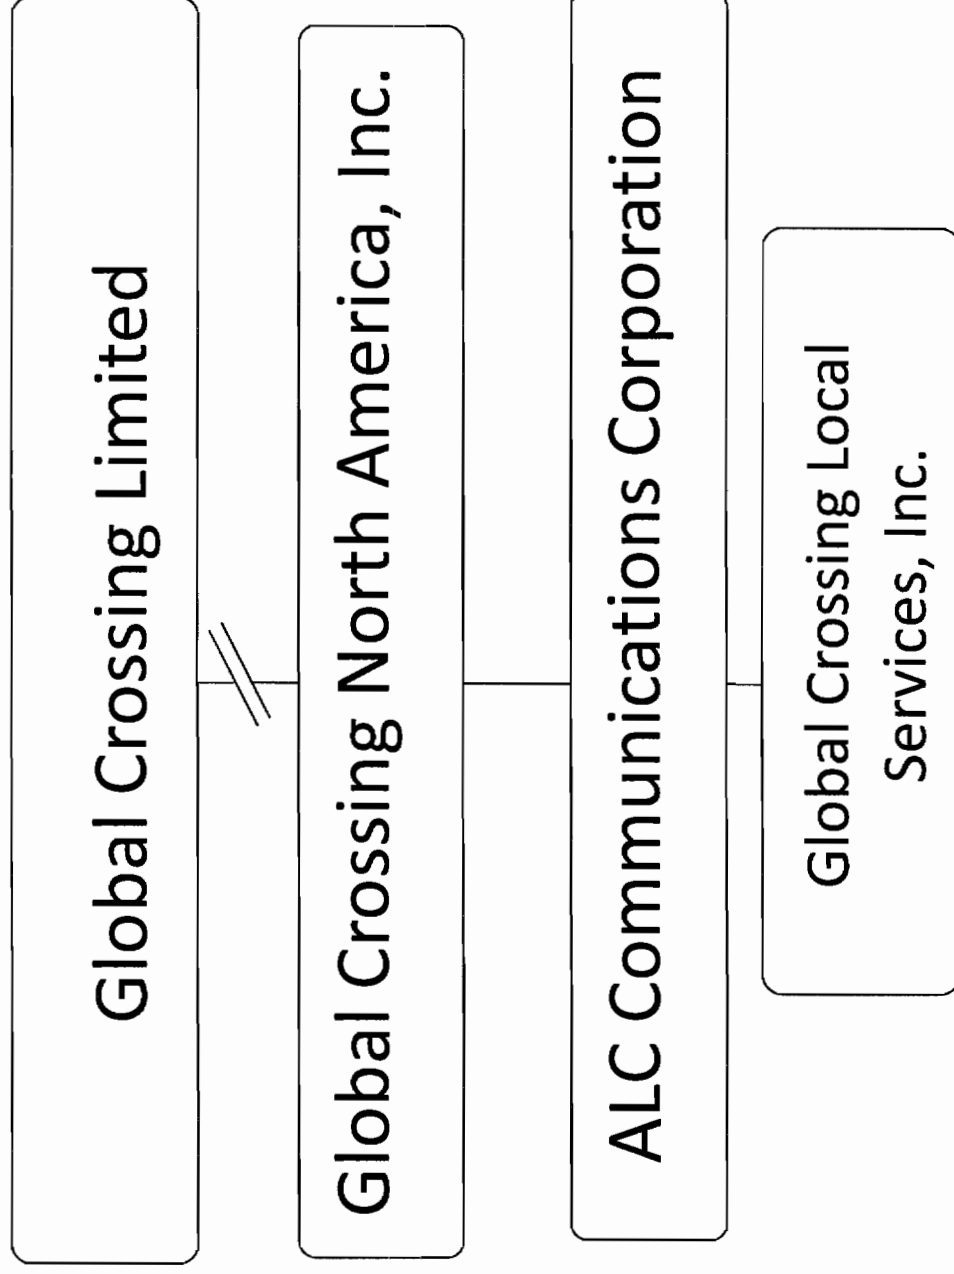 Global Crossing Limited
Global Crossing North America, Inc.
ALC Communications Corporation
Global Crossing Local
Services, Inc.